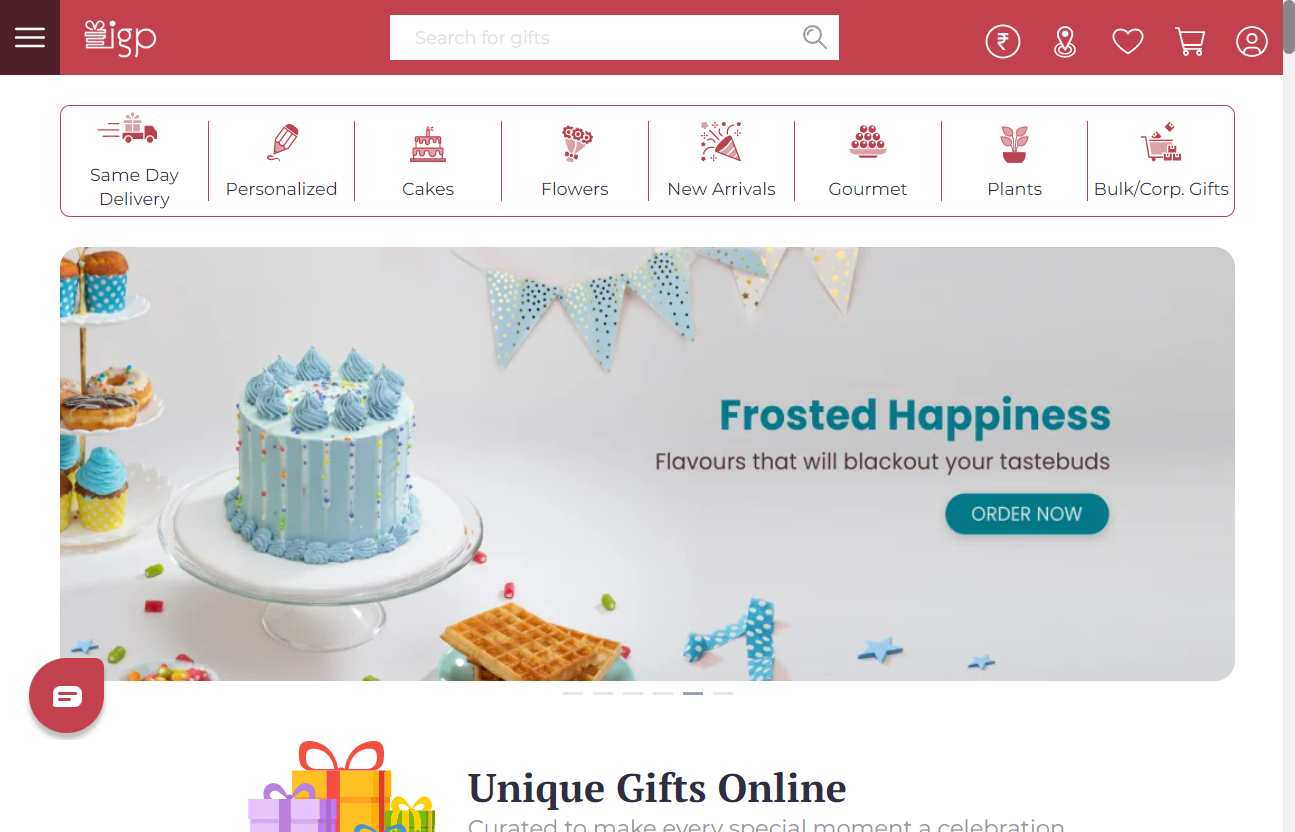 igp
Search for gifts
₹
Same Day
Delivery
Personalized
Cakes
Flowers
New Arrivals
Gourmet
Plants
Bulk/Corp. Gifts
Frosted Happiness
Flavours that will blackout your tastebuds
ORDER NOW
Unique Gifts Online
Curated to make every special moment a celebration